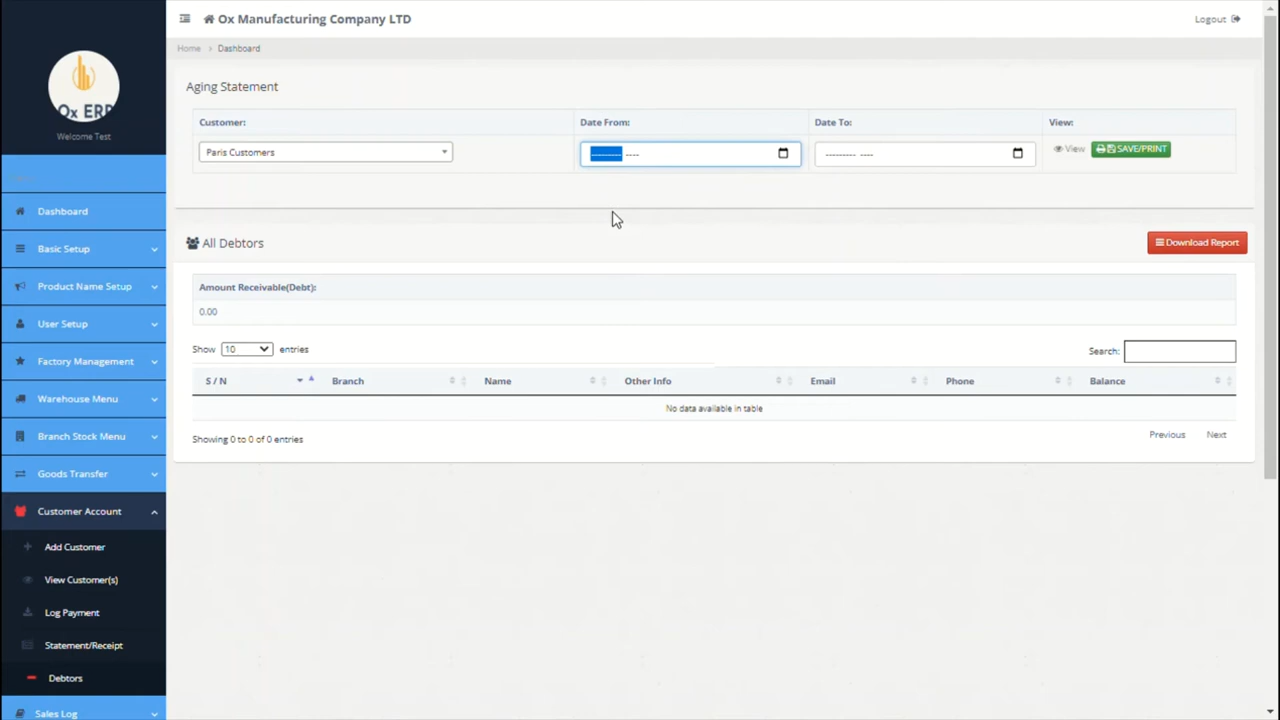 Ox Manufacturing Company LTD
Logout
Home > Dashboard
Ox ERP
Welcome Test
Dashboard
Basic Setup
Product Name Setup
User Setup
Factory Management
Warehouse Menu
Branch Stock Menu
Goods Transfer
Customer Account
Add Customer
View Customer(s)
Log Payment
Statement/Receipt
Debtors
Sales Log
Aging Statement
Customer: Date From: Date To: View:
Paris Customers --------- ---- --------- ---- View SAVE/PRINT
All Debtors
Download Report
Amount Receivable(Debt):
0.00
Show 10 entries
Search:
S / N Branch Name Other Info Email Phone Balance
No data available in table
Showing 0 to 0 of 0 entries
Previous Next